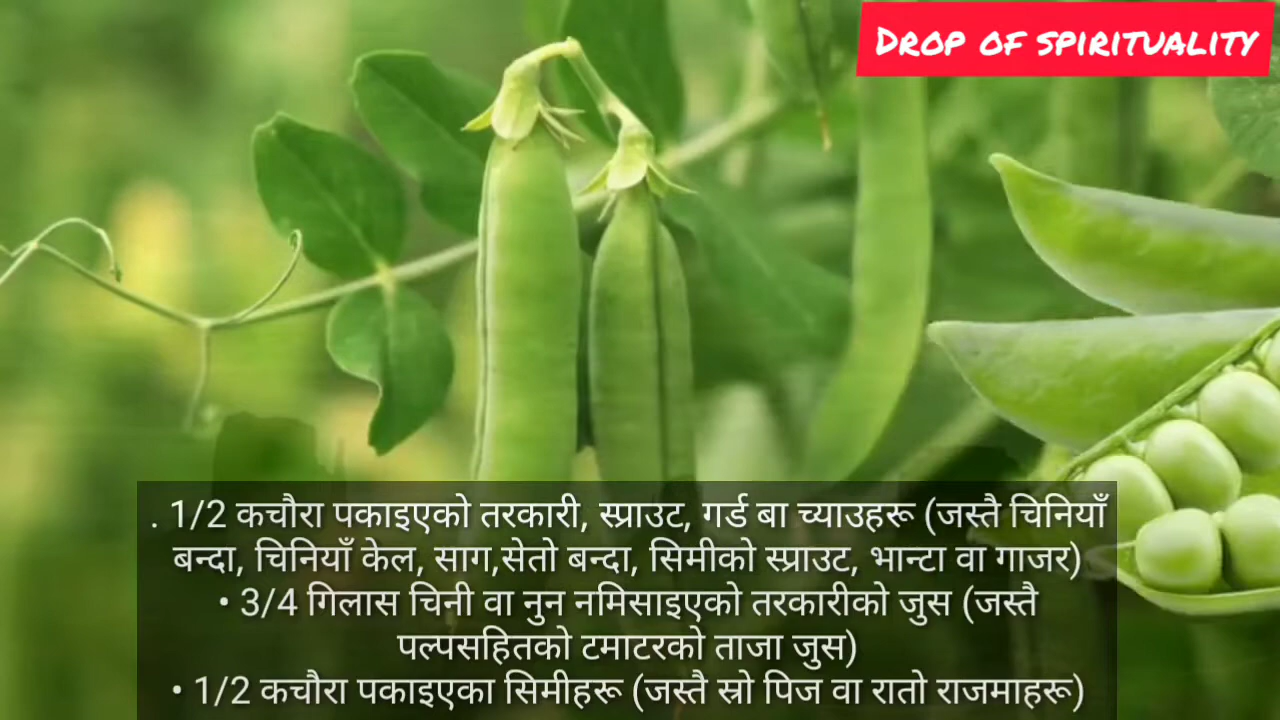 DROP OF SPIRITUALITY
. 1/2 कचौरा पकाइएको तरकारी, स्प्राउट, गर्ड बा च्याउहरू (जस्तै चिनियाँ
बन्दा, चिनियाँ केल, साग,सेतो बन्दा, सिमीको स्प्राउट, भान्टा वा गाजर)
• 3/4 गिलास चिनी वा नुन नमिसाइएको तरकारीको जुस (जस्तै
पल्पसहितको टमाटरको ताजा जुस)
• 1/2 कचौरा पकाइएका सिमीहरू (जस्तै स्रो पिज वा रातो राजमाहरू)